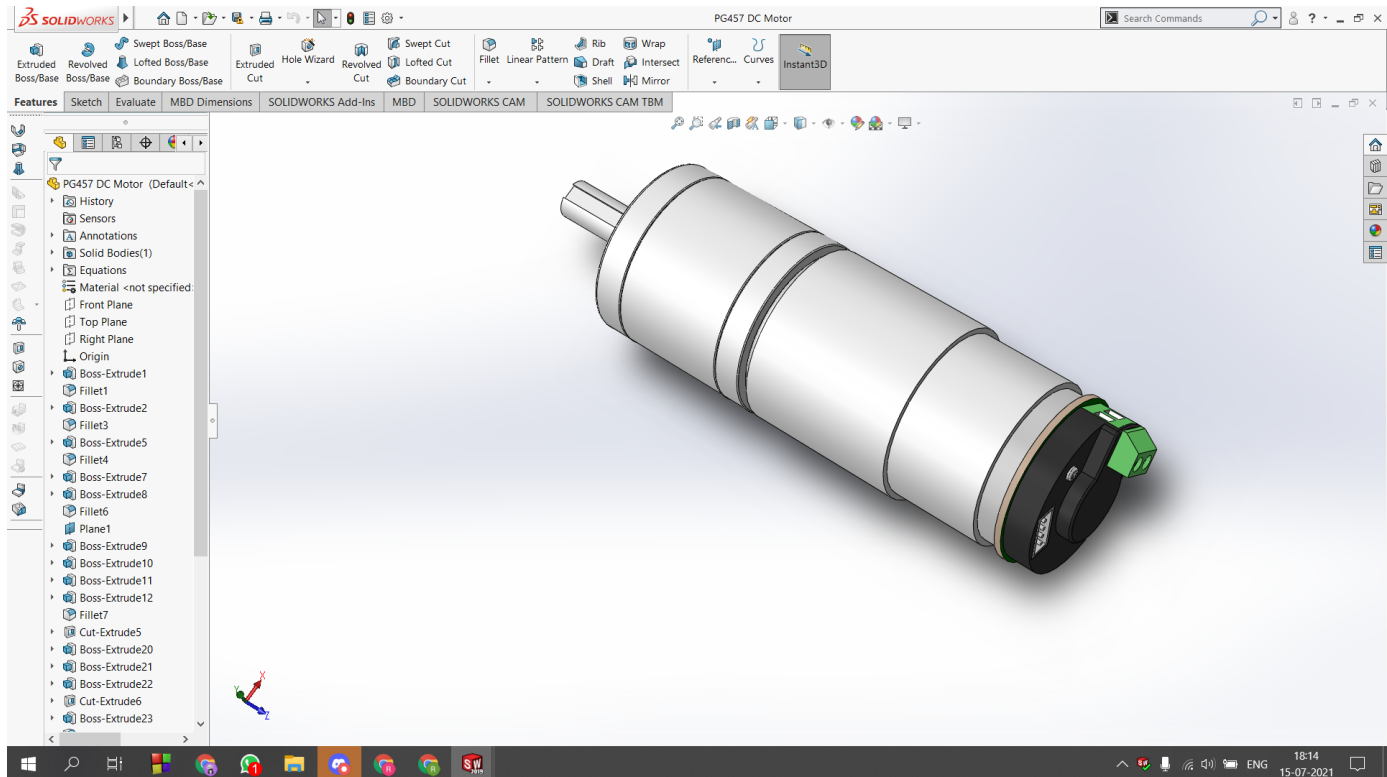 SOLIDWORKS
PG457 DC Motor
Search Commands
Extruded Boss/Base
Revolved Boss/Base
Swept Boss/Base
Lofted Boss/Base
Boundary Boss/Base
Extruded Cut
Hole Wizard
Revolved Cut
Swept Cut
Lofted Cut
Boundary Cut
Fillet
Linear Pattern
Rib
Draft
Shell
Wrap
Intersect
Mirror
Referenc...
Curves
Instant3D
Features
Sketch
Evaluate
MBD Dimensions
SOLIDWORKS Add-Ins
MBD
SOLIDWORKS CAM
SOLIDWORKS CAM TBM
PG457 DC Motor (Default<
History
Sensors
Annotations
Solid Bodies(1)
Equations
Material <not specified>
Front Plane
Top Plane
Right Plane
Origin
Boss-Extrude1
Fillet1
Boss-Extrude2
Fillet3
Boss-Extrude5
Fillet4
Boss-Extrude7
Boss-Extrude8
Fillet6
Plane1
Boss-Extrude9
Boss-Extrude10
Boss-Extrude11
Boss-Extrude12
Fillet7
Cut-Extrude5
Boss-Extrude20
Boss-Extrude21
Boss-Extrude22
Cut-Extrude6
Boss-Extrude23
X
Y
Z
1
SW
2019
ENG
18:14
15-07-2021